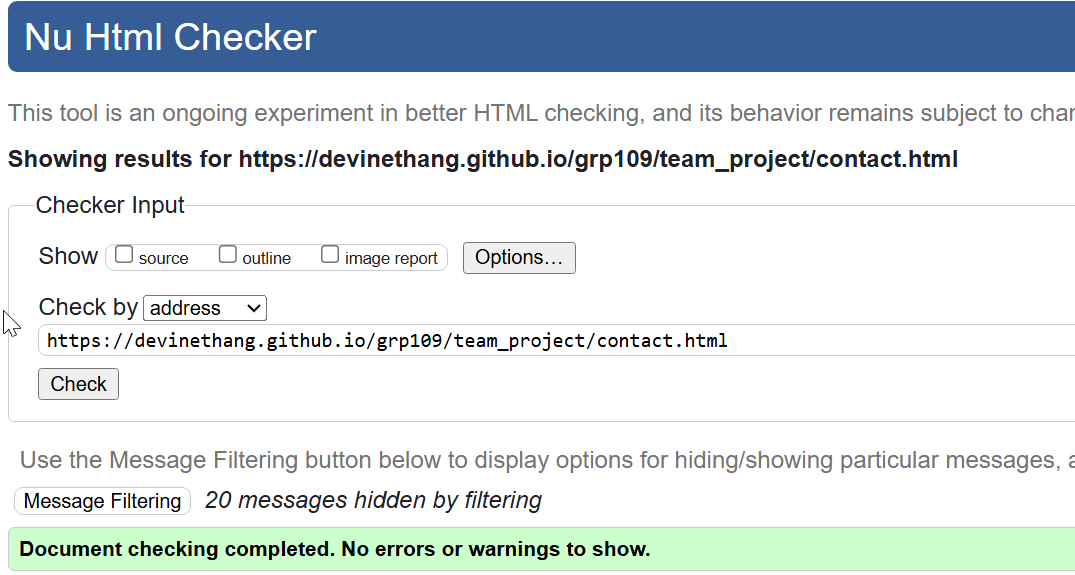 Nu Html Checker
This tool is an ongoing experiment in better HTML checking, and its behavior remains subject to
Showing results for https://devinethang.github.io/grp109/team_project/contact.html
Checker Input
Show source outline image report Options…
Check by address
https://devinethang.github.io/grp109/team_project/contact.html
Check
Use the Message Filtering button below to display options for hiding/showing particular messages,
Message Filtering 20 messages hidden by filtering
Document checking completed. No errors or warnings to show.